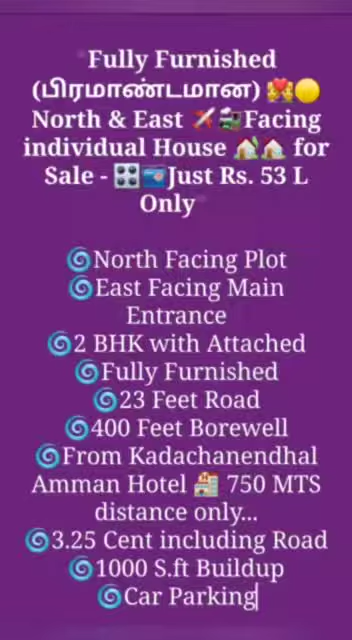 Fully Furnished
(பிரமாண்டமான) 👩‍❤️‍👨🟡
North & East ✈️🚂Facing
individual House 🏡🏠 for
Sale - 🎛️📻Just Rs. 53 L
Only
🌀North Facing Plot
🌀East Facing Main
Entrance
🌀2 BHK with Attached
🌀Fully Furnished
🌀23 Feet Road
🌀400 Feet Borewell
🌀From Kadachanendhal
Amman Hotel 🏩 750 MTS
distance only...
🌀3.25 Cent including Road
🌀1000 S.ft Buildup
🌀Car Parking